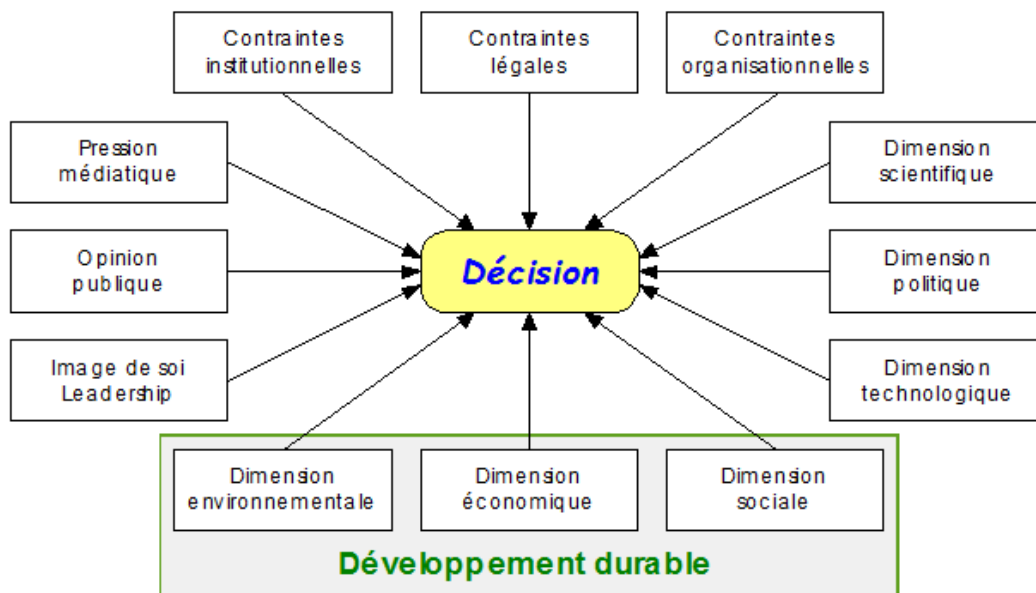 Contraintes
institutionnelles
Contraintes
légales
Contraintes
organisationnelles
Pression
médiatique
Dimension
scientifique
Opinion
publique
Décision
Dimension
politique
Image de soi
Leadership
Dimension
technologique
Dimension
environnementale
Dimension
économique
Dimension
sociale
Développement durable